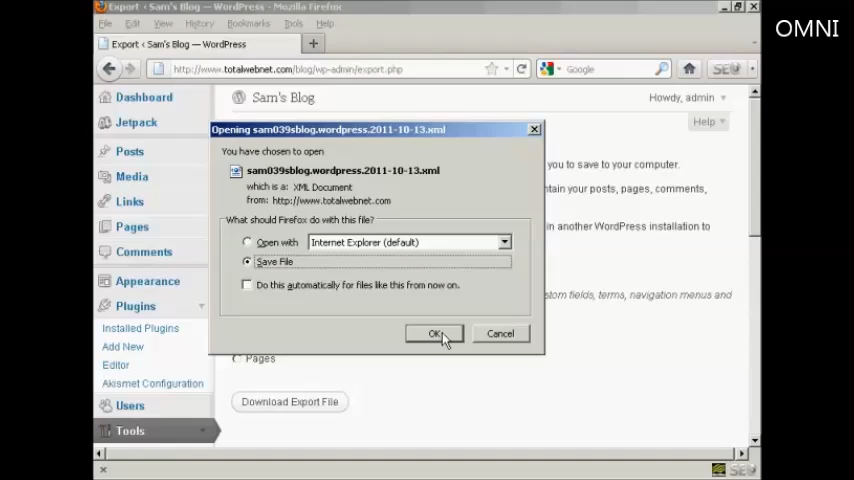 Export ‹ Sam's Blog — WordPress - Mozilla Firefox
OMNI
File Edit View History Bookmarks Tools Help
Export ‹ Sam's Blog — WordPress
http://www.totalwebnet.com/blog/wp-admin/export.php
Google
SE
Dashboard
Sam's Blog
Howdy, admin
Jetpack
Help
Opening sam039sblog.wordpress.2011-10-13.xml
You have chosen to open
Posts
you to save to your computer.
sam039sblog.wordpress.2011-10-13.xml
Media
which is a: XML Document
tain your posts, pages, comments,
Links
from: http://www.totalwebnet.com
What should Firefox do with this file?
Pages
in another WordPress installation to
Open with Internet Explorer (default)
Comments
Save File
Appearance
Do this automatically for files like this from now on.
stom fields, terms, navigation menus and
Plugins
Installed Plugins
OK
Cancel
Add New
Pages
Editor
Akismet Configuration
Users
Download Export File
Tools
SE